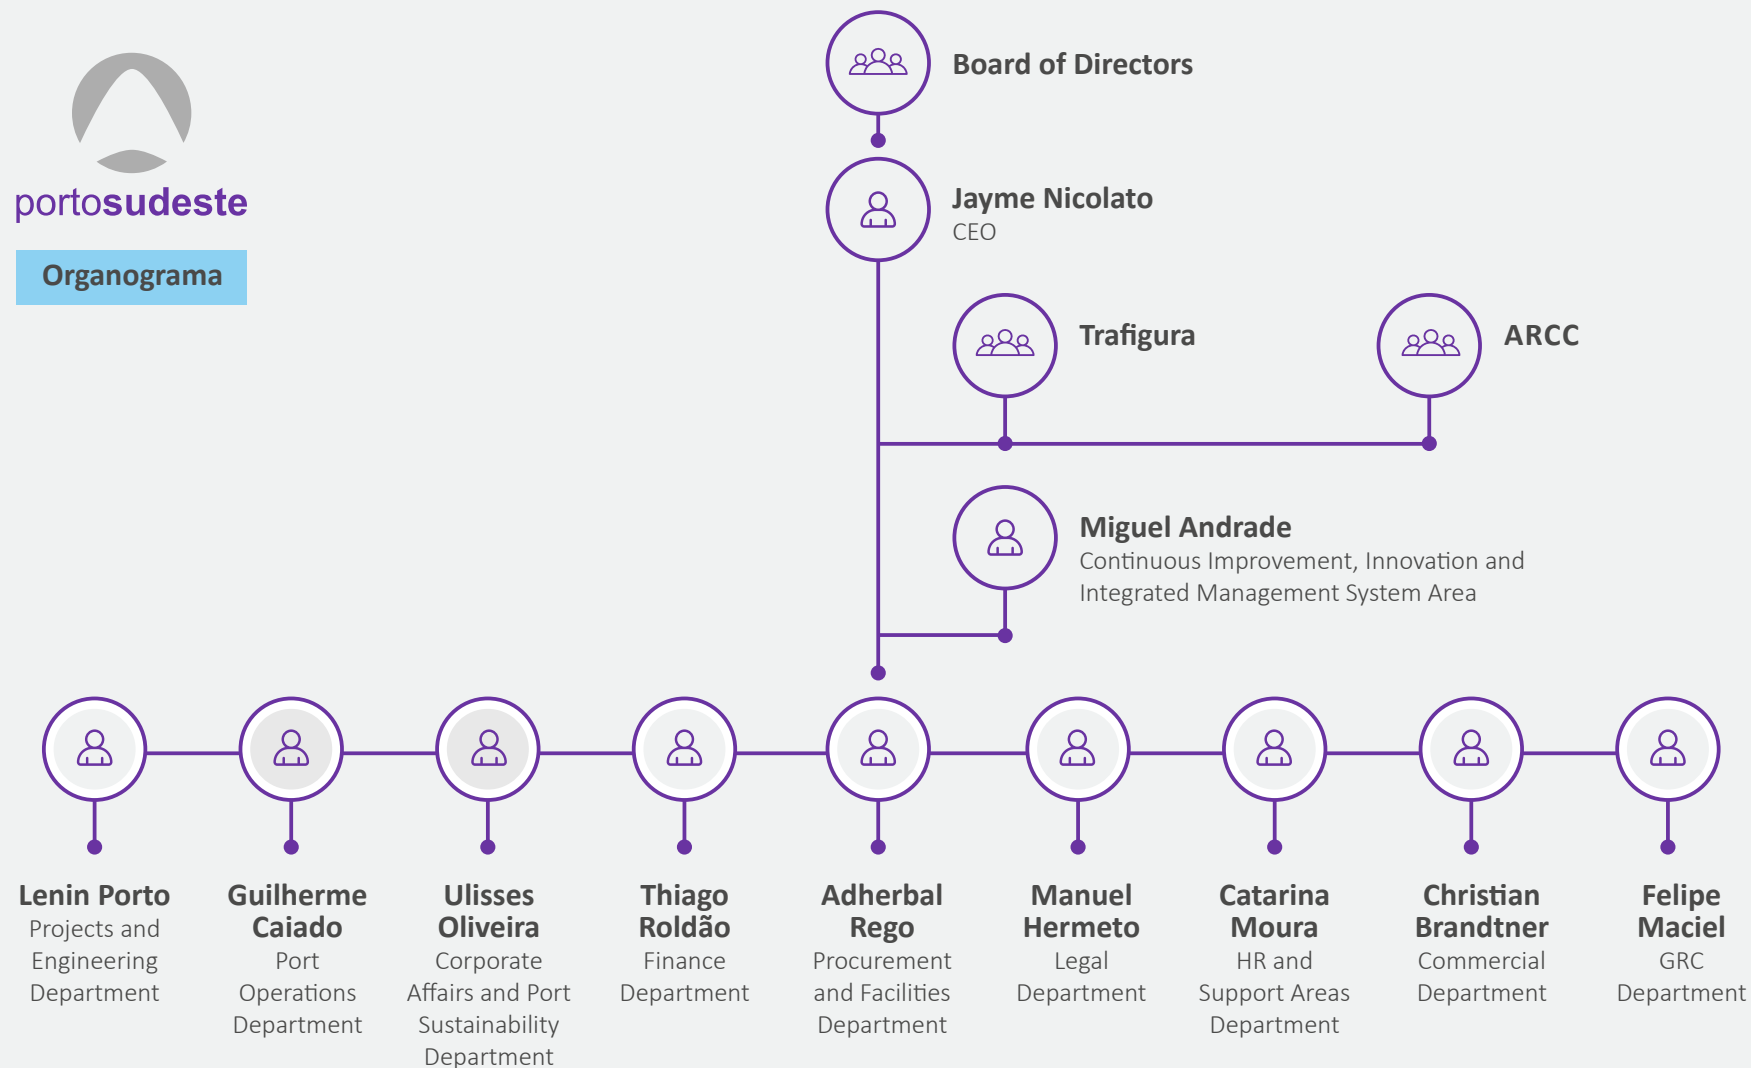 portosudeste
Organograma
Board of Directors
Jayme Nicolato
CEO
Trafigura
ARCC
Miguel Andrade
Continuous Improvement, Innovation and
Integrated Management System Area
Lenin Porto
Projects and
Engineering
Department
Guilherme
Caiado
Port
Operations
Department
Ulisses
Oliveira
Corporate
Affairs and Port
Sustainability
Department
Thiago
Roldão
Finance
Department
Adherbal
Rego
Procurement
and Facilities
Department
Manuel
Hermeto
Legal
Department
Catarina
Moura
HR and
Support Areas
Department
Christian
Brandtner
Commercial
Department
Felipe
Maciel
GRC
Department